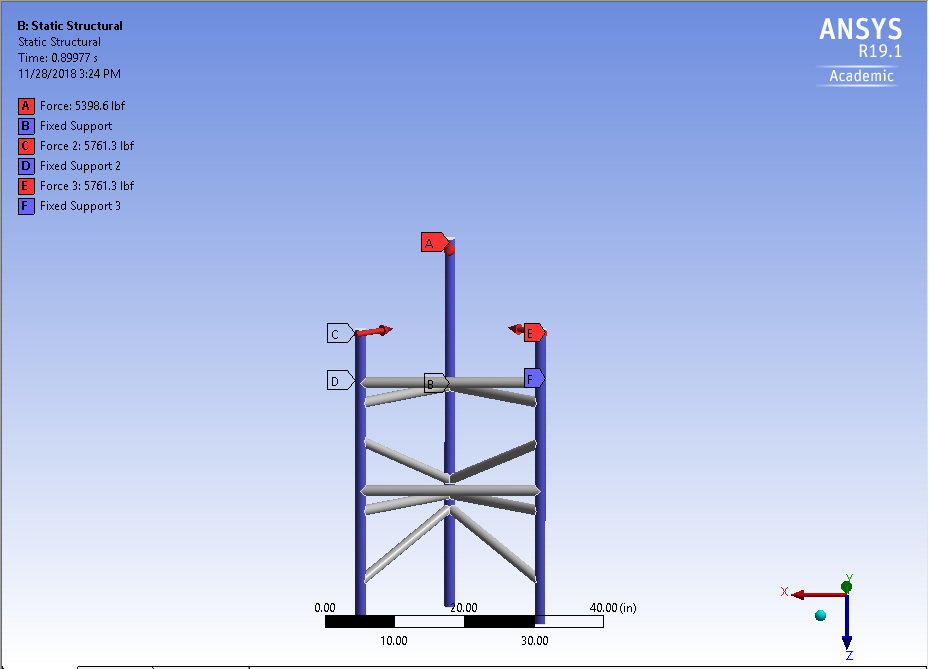 B: Static Structural
Static Structural
Time: 0.89977 s
11/28/2018 3:24 PM
A Force: 5398.6 lbf
B Fixed Support
C Force 2: 5761.3 lbf
D Fixed Support 2
E Force 3: 5761.3 lbf
F Fixed Support 3
ANSYS
R19.1
Academic
A
C
E
D
B
F
0.00 20.00 40.00 (in)
10.00 30.00
Y
X
Z